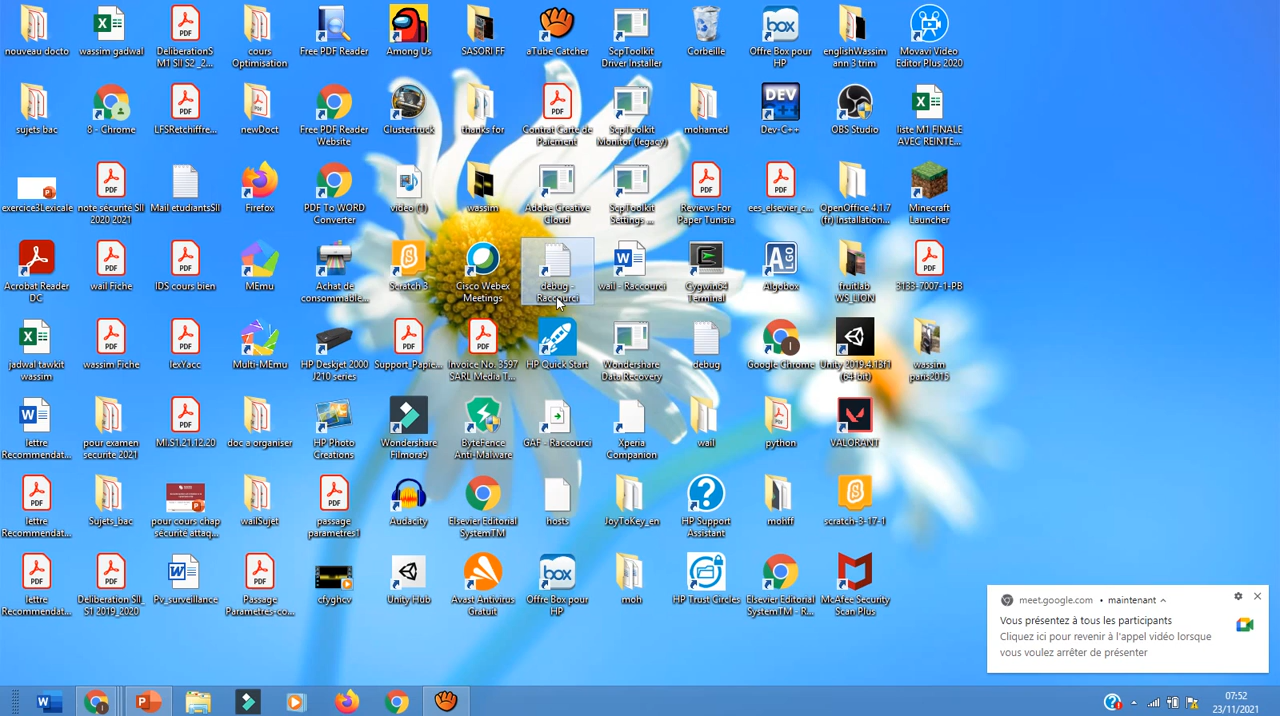 nouveau docto
wassim gadwal
DeliberationS
M1 SII S2 _2...
cours
Optimisation
Free PDF Reader
Among Us
SASORI FF
aTube Catcher
ScpToolkit
Driver Installer
Corbeille
Offre Box pour
HP
englishWassim
ann 3 trim
Movavi Video
Editor Plus 2020
sujets bac
8 - Chrome
LFSRetchiffre...
newDoct
Free PDF Reader
Website
Clustertruck
thanks for
Contrat Carte de
Paiement
ScpToolkit
Monitor (legacy)
mohamed
Dev-C++
OBS Studio
liste M1 FINALE
AVEC REINTE...
exercice3Lexicale
note sécurité SII
2020 2021
Mail etudiantsSII
Firefox
PDF To WORD
Converter
video (1)
wassim
Adobe Creative
Cloud
ScpToolkit
Settings ...
Reviews For
Paper Tunisia
ees_elsevier_c...
OpenOffice 4.1.7
(fr) Installation...
Minecraft
Launcher
Acrobat Reader
DC
wail Fiche
IDS cours bien
MEmu
Achat de
consommable...
Scratch 3
Cisco Webex
Meetings
debug -
Raccourci
wail - Raccourci
Cygwin64
Terminal
Algobox
fruitlab
WS_LION
3133-7007-1-PB
jadwal tawkit
wassim
wassim Fiche
lexYacc
Multi-MEmu
HP Deskjet 2000
J210 series
Support_Papie...
invoice No. 3597
SARL Media T...
HP Quick Start
Wondershare
Data Recovery
debug
Google Chrome
Unity 2019.4.13f1
(64-bit)
wassim
paris2015
lettre
Recommendat...
pour examen
securite 2021
MI.S1.21.12.20
doc a organiser
HP Photo
Creations
Wondershare
Filmora9
ByteFence
Anti-Malware
GAF - Raccourci
Xperia
Companion
wail
python
VALORANT
lettre
Recommendat...
Sujets_bac
pour cours chap
sécurité attaq...
wailSujet
passage
parametres1
Audacity
Elsevier Editorial
SystemTM
hosts
JoyToKey_en
HP Support
Assistant
mohff
scratch-3-17-1
lettre
Recommendat...
Déliberation SII_
S1 2019_2020
Pv_surveillance
Passage
Parametres-co...
cfyghcv
Unity Hub
Avast Antivirus
Gratuit
Offre Box pour
HP
moh
HP Trust Circles
Elsevier Editorial
SystemTM - R...
McAfee Security
Scan Plus
meet.google.com • maintenant
Vous présentez à tous les participants
Cliquez ici pour revenir à l'appel vidéo lorsque
vous voulez arrêter de présenter
07:52
23/11/2021